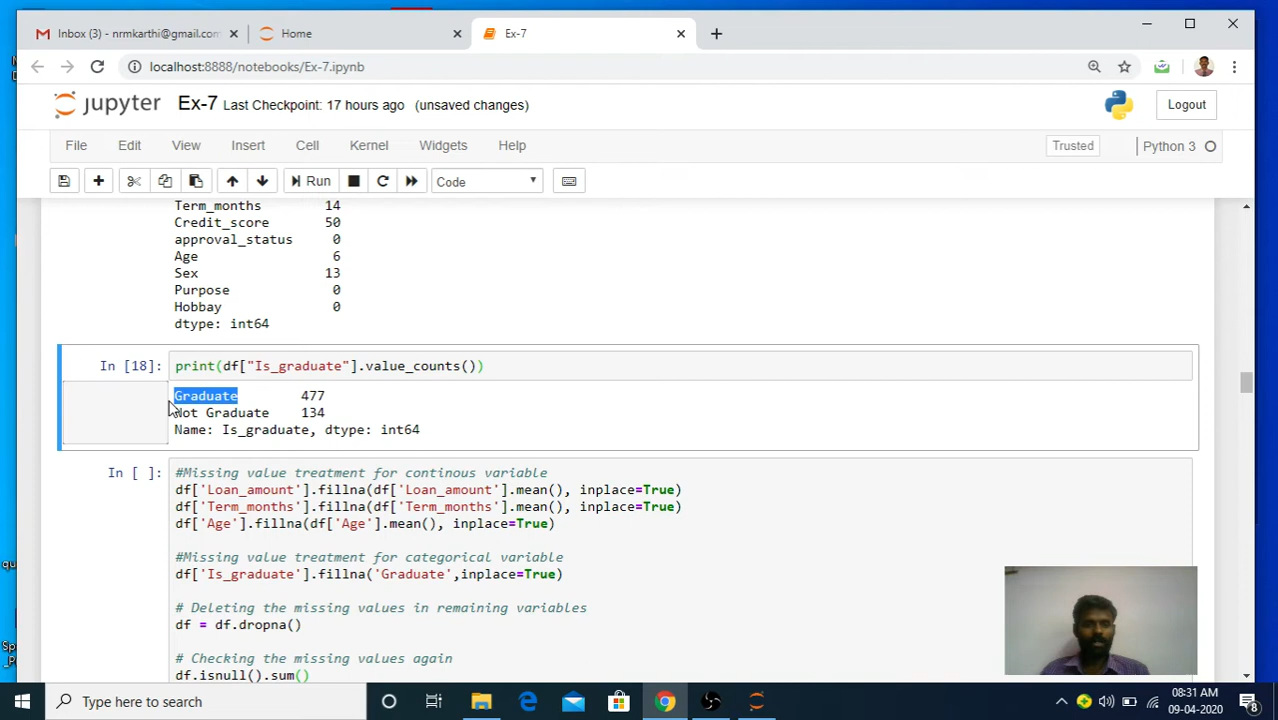 Inbox (3) - nrmkarthi@gmail.com
Home
Ex-7
localhost:8888/notebooks/Ex-7.ipynb
jupyter Ex-7 Last Checkpoint: 17 hours ago (unsaved changes)
Logout
File Edit View Insert Cell Kernel Widgets Help
Trusted
Python 3
Run
Code
Term_months 14
Credit_score 50
approval_status 0
Age 6
Sex 13
Purpose 0
Hobbay 0
dtype: int64
In [18]: print(df["Is_graduate"].value_counts())
Graduate 477
Not Graduate 134
Name: Is_graduate, dtype: int64
In [ ]: #Missing value treatment for continous variable
df['Loan_amount'].fillna(df['Loan_amount'].mean(), inplace=True)
df['Term_months'].fillna(df['Term_months'].mean(), inplace=True)
df['Age'].fillna(df['Age'].mean(), inplace=True)
#Missing value treatment for categorical variable
df['Is_graduate'].fillna('Graduate',inplace=True)
# Deleting the missing values in remaining variables
df = df.dropna()
# Checking the missing values again
df.isnull().sum()
Type here to search
08:31 AM
09-04-2020
8